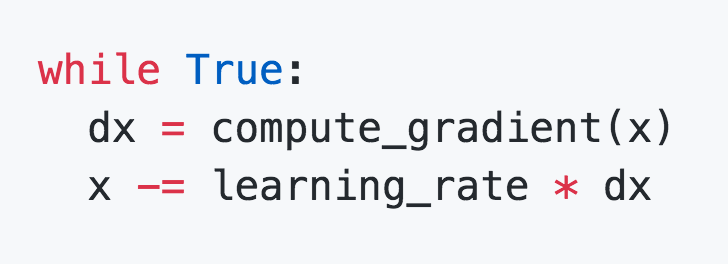 while True:
  dx = compute_gradient(x)
  x -= learning_rate * dx